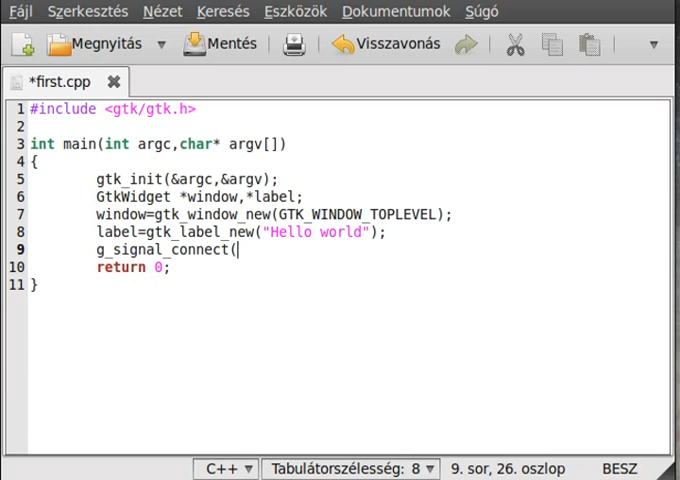 Fájl Szerkesztés Nézet Keresés Eszközök Dokumentumok Súgó
Megnyitás Mentés Visszavonás
*first.cpp
1 #include <gtk/gtk.h>
2
3 int main(int argc,char* argv[])
4 {
5 gtk_init(&argc,&argv);
6 GtkWidget *window,*label;
7 window=gtk_window_new(GTK_WINDOW_TOPLEVEL);
8 label=gtk_label_new("Hello world");
9 g_signal_connect(
10 return 0;
11 }
C++ Tabulátorszélesség: 8 9. sor, 26. oszlop BESZ